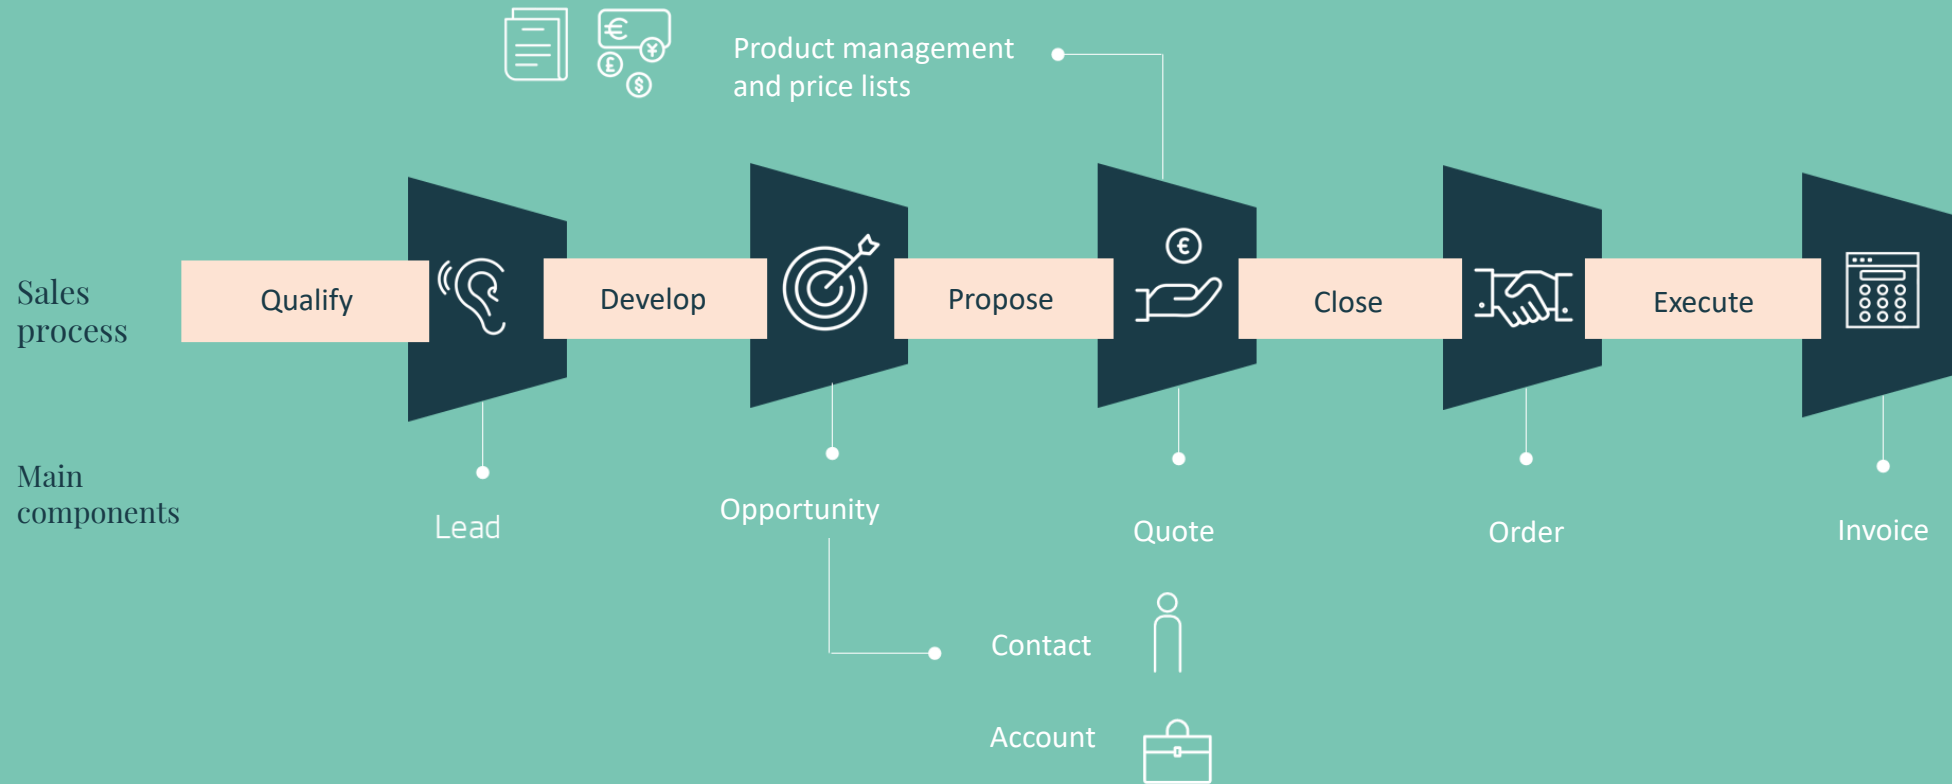 Product management
and price lists
Sales
process
Qualify
Develop
Propose
Close
Execute
Main
components
Lead
Opportunity
Quote
Order
Invoice
Contact
Account